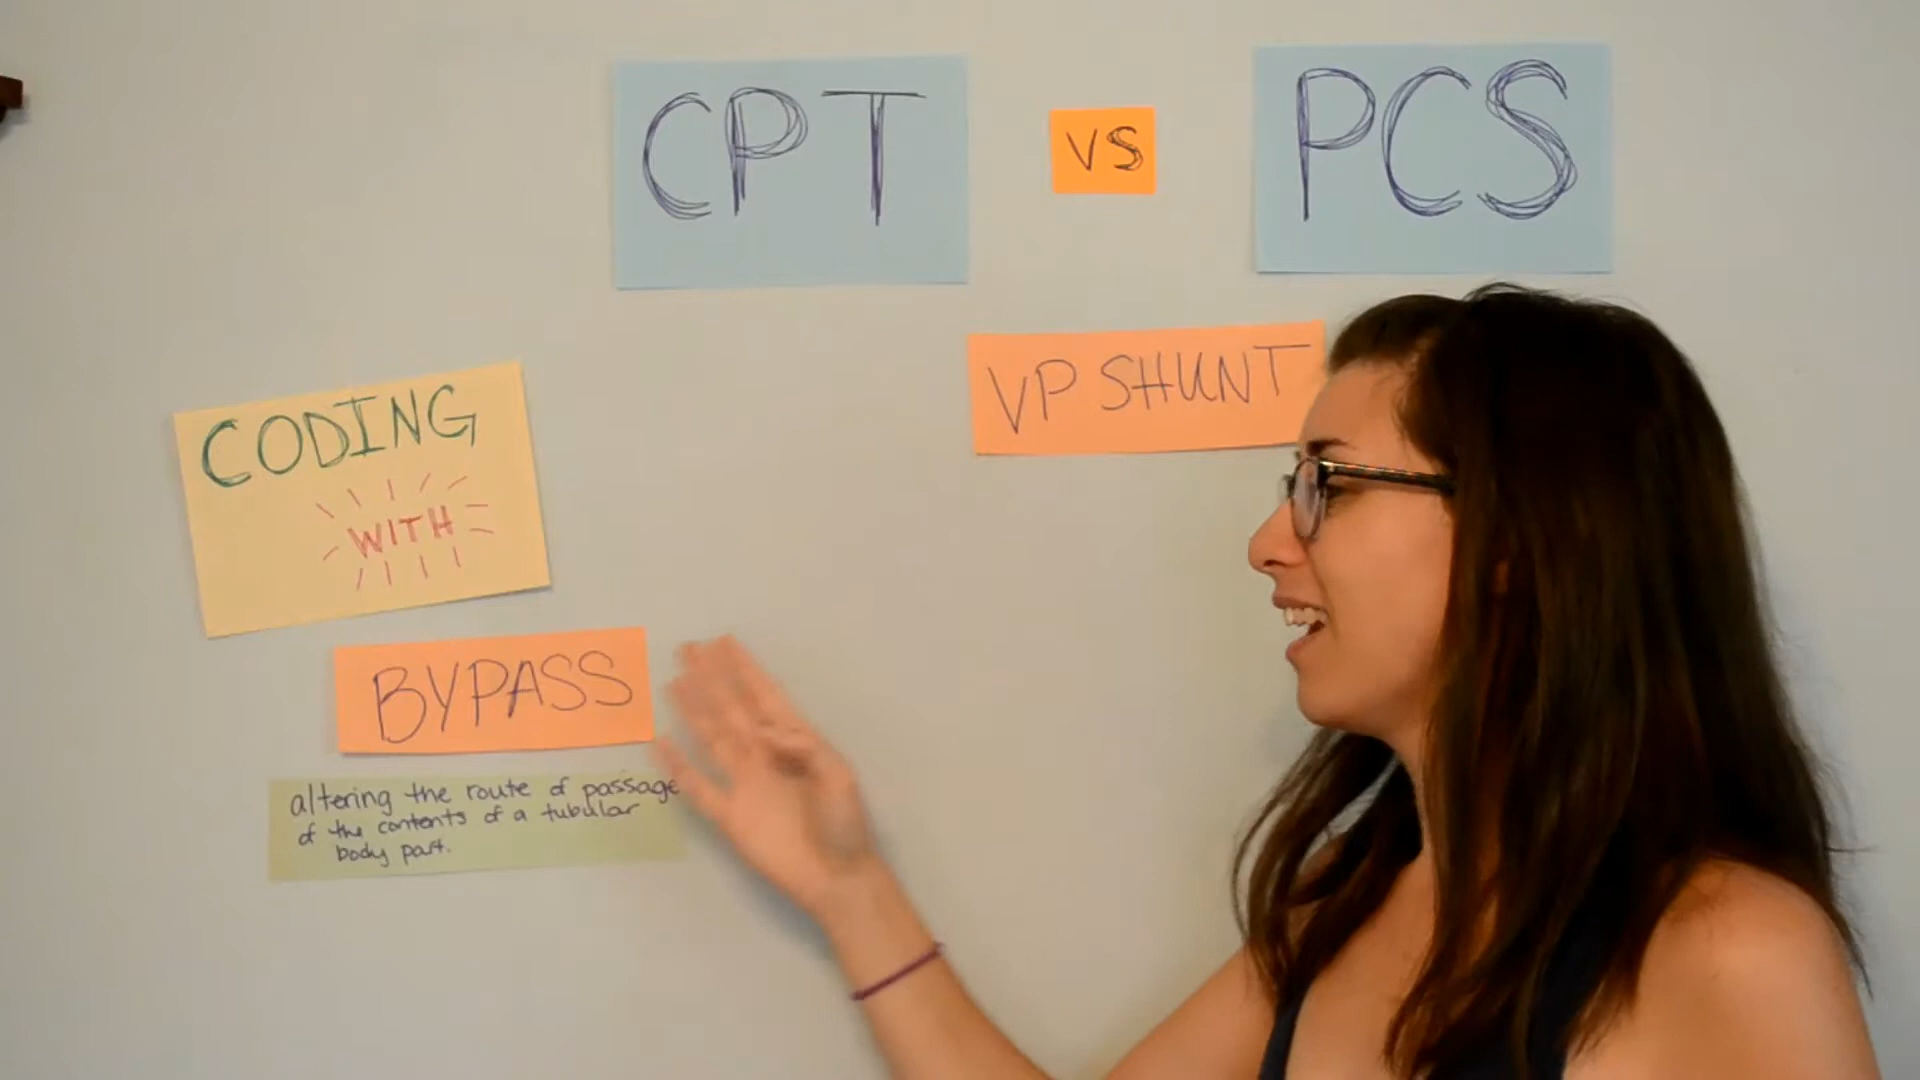 CPT
VS
PCS
VP SHUNT
CODING
WITH
BYPASS
altering the route of passage
of the contents of a tubular
body part.